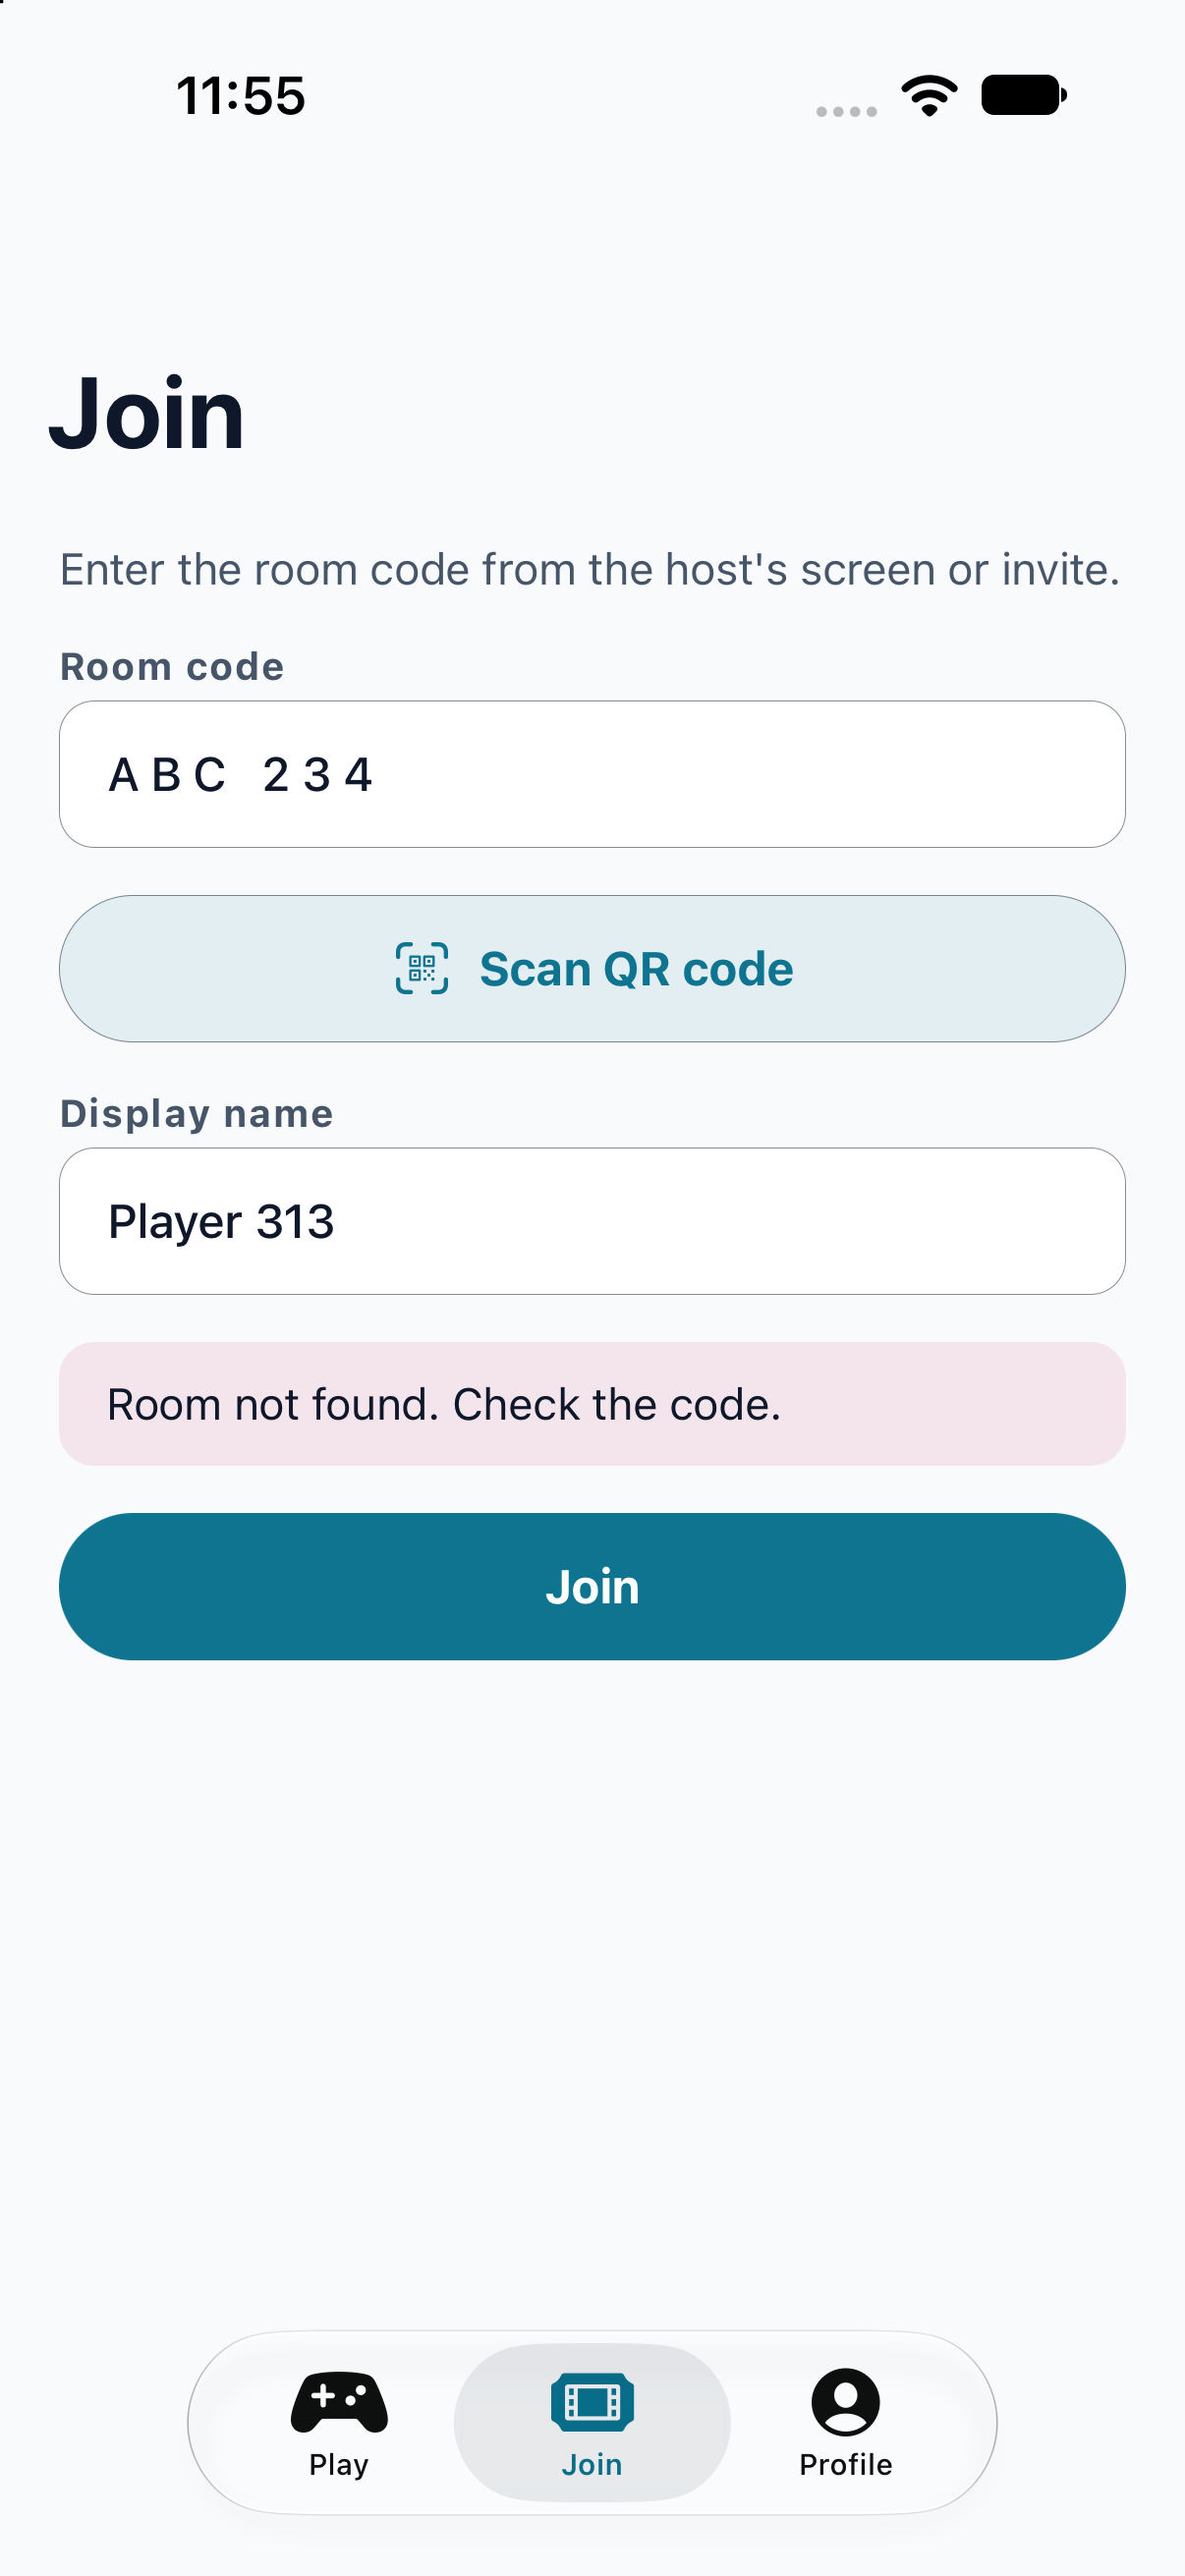 11:55
Join
Enter the room code from the host's screen or invite.
Room code
ABC 234
Scan QR code
Display name
Player 313
Room not found. Check the code.
Join
Play
Join
Profile